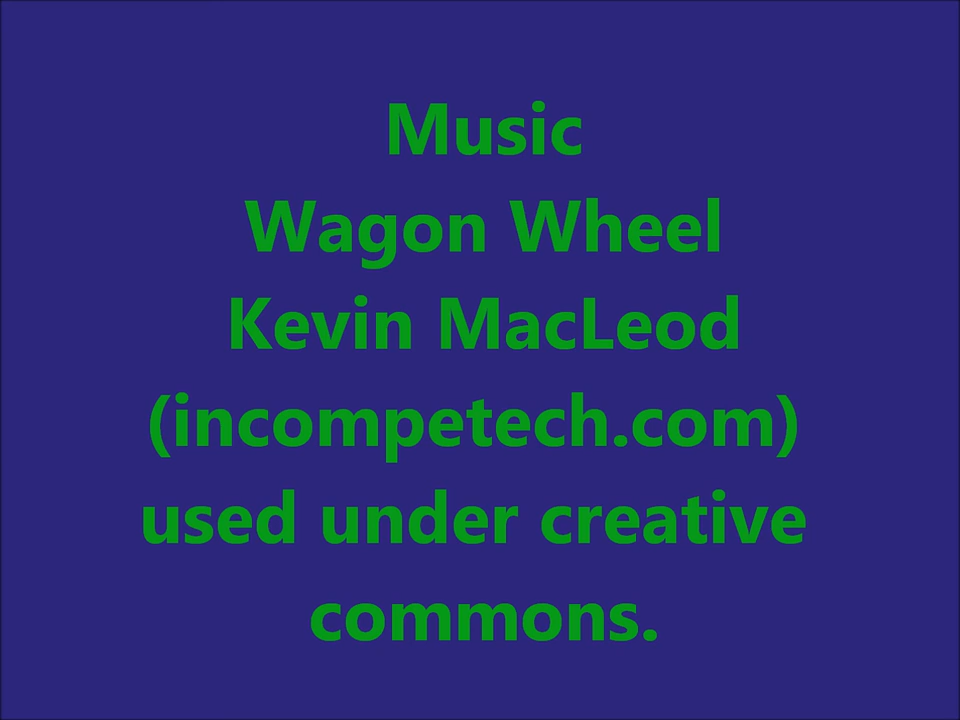 Music
Wagon Wheel
Kevin MacLeod
(incompetech.com)
used under creative
commons.